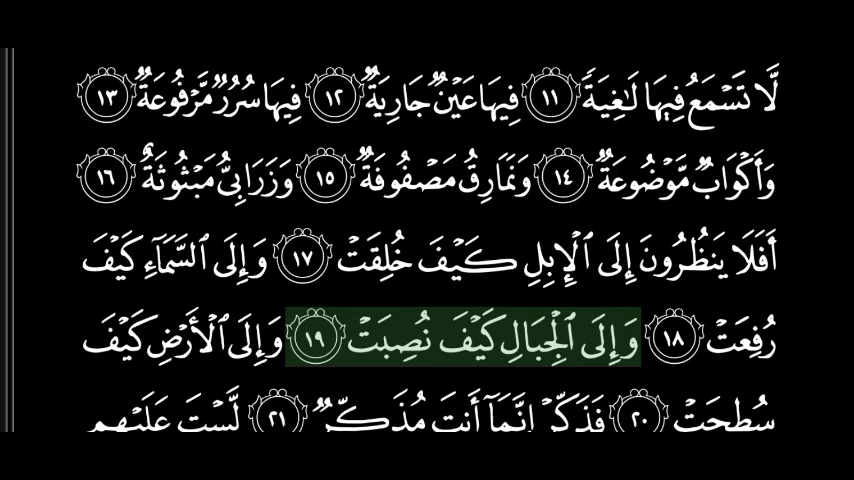 لَّا تَسْمَعُ فِيهَا لَـٰغِيَةً ١١ فِيهَا عَيْنٌ جَارِيَةٌ ١٢ فِيهَا سُرُرٌ مَّرْفُوعَةٌ ١٣
وَأَكْوَابٌ مَّوْضُوعَةٌ ١٤ وَنَمَارِقُ مَصْفُوفَةٌ ١٥ وَزَرَابِىُّ مَبْثُوثَةٌ ١٦
أَفَلَا يَنظُرُونَ إِلَى ٱلْإِبِلِ كَيْفَ خُلِقَتْ ١٧ وَإِلَى ٱلسَّمَآءِ كَيْفَ
رُفِعَتْ ١٨ وَإِلَى ٱلْجِبَالِ كَيْفَ نُصِبَتْ ١٩ وَإِلَى ٱلْأَرْضِ كَيْفَ
سُطِحَتْ ٢٠ فَذَكِّرْ إِنَّمَآ أَنتَ مُذَكِّرٌ ٢١ لَّسْتَ عَلَيْهِم